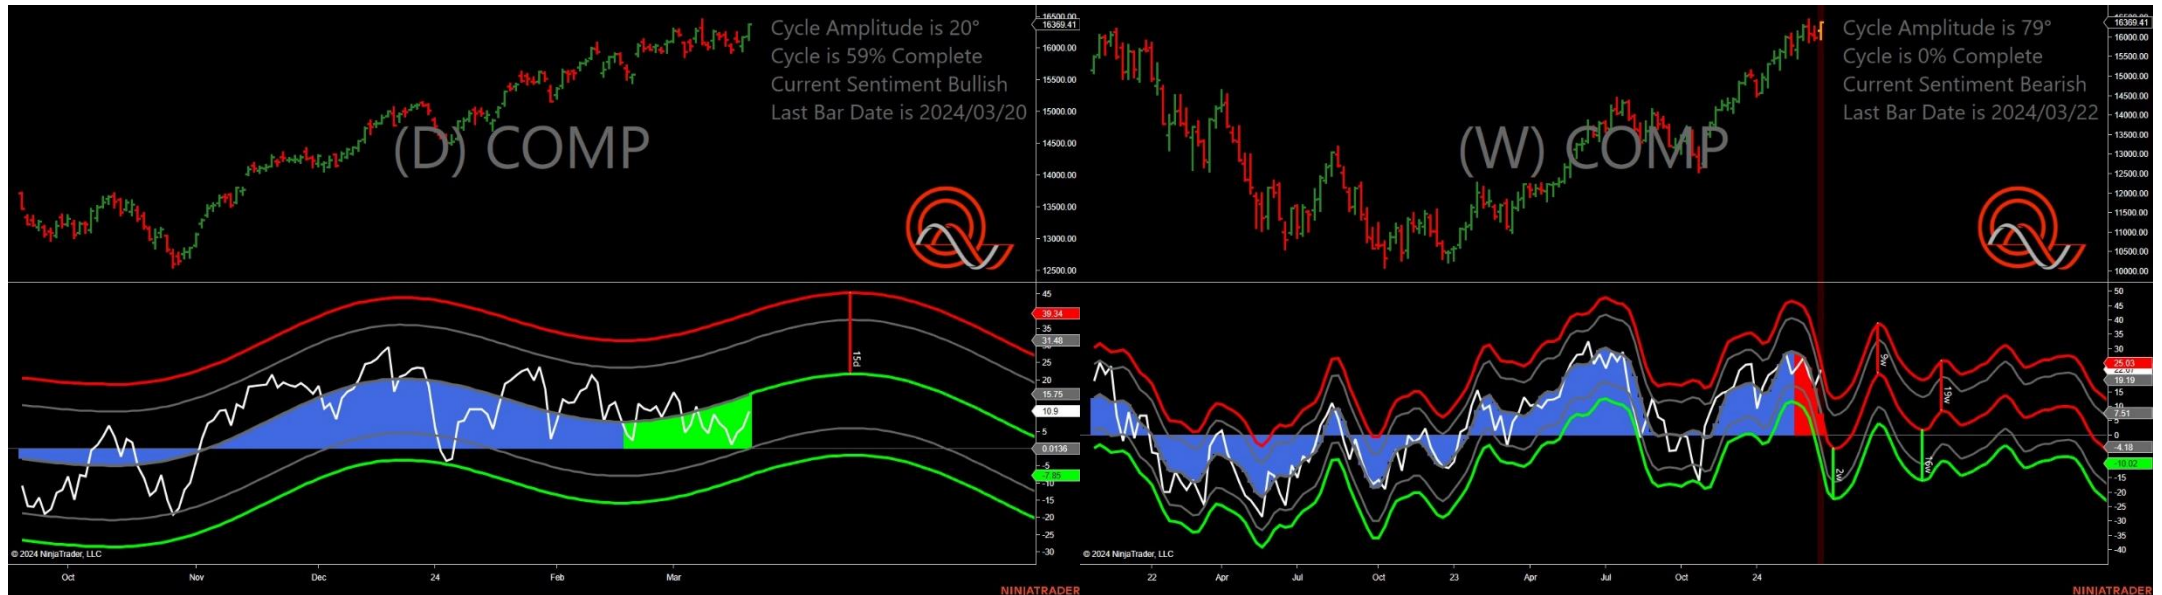 Cycle Amplitude is 20°
Cycle is 59% Complete
Current Sentiment Bullish
Last Bar Date is 2024/03/20
(D) COMP
16500.00
16369.41
16000.00
15500.00
15000.00
14500.00
14000.00
13500.00
13000.00
12500.00
45
39.34
35
31.48
25
20
15.75
10.9
5
0.0136
-5
-7.85
-10
-15
-20
-25
-30
15d
© 2024 NinjaTrader, LLC
Oct Nov Dec 24 Feb Mar
NINJATRADER
Cycle Amplitude is 79°
Cycle is 0% Complete
Current Sentiment Bearish
Last Bar Date is 2024/03/22
(W) COMP
16369.41
16000.00
15500.00
15000.00
14500.00
14000.00
13500.00
13000.00
12500.00
12000.00
11500.00
11000.00
10500.00
10000.00
50
45
40
35
30
25.03
19.19
15
7.51
5
0
-4.18
-10.02
-15
-20
-25
-30
-35
-40
2w
9w
16w
19w
© 2024 NinjaTrader, LLC
22 Apr Jul Oct 23 Apr Jul Oct 24
NINJATRADER